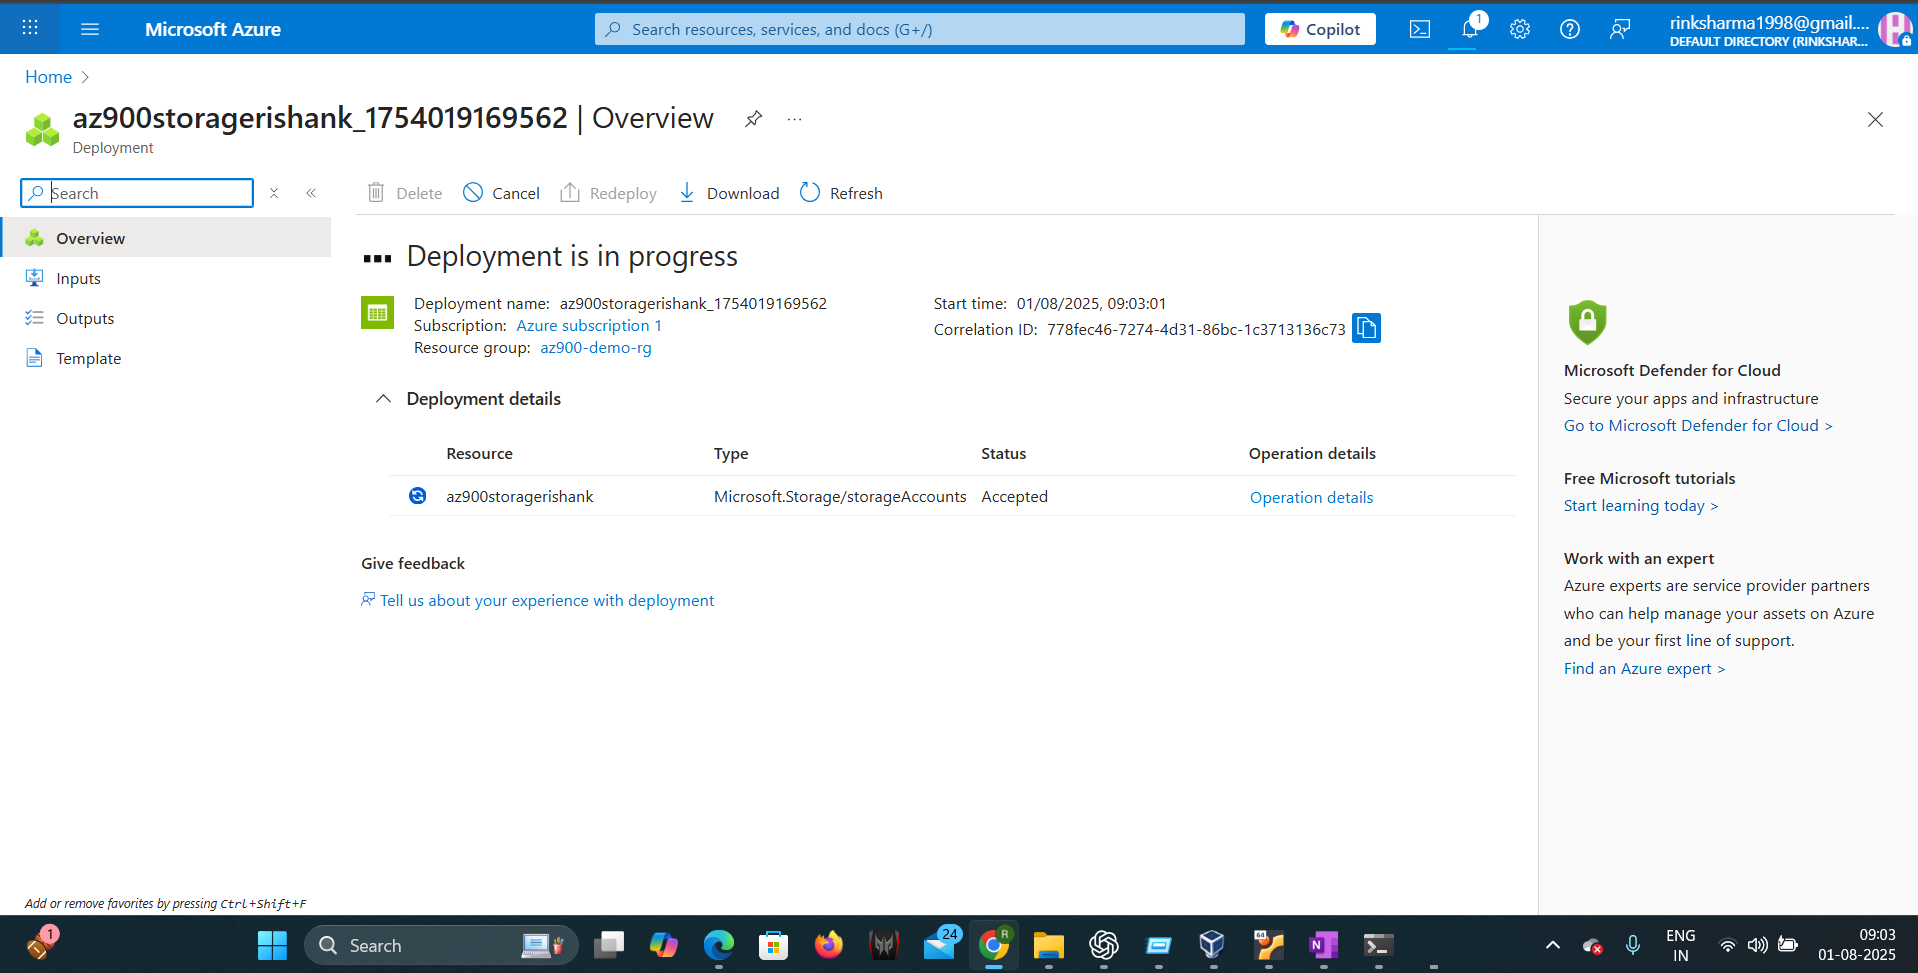 Microsoft Azure
Search resources, services, and docs (G+/)
Copilot
1
rinksharma1998@gmail....
DEFAULT DIRECTORY (RINKSHAR...
Home
az900storagerishank_1754019169562 | Overview
Deployment
Search
Delete
Cancel
Redeploy
Download
Refresh
Overview
Inputs
Outputs
Template
Deployment is in progress
Deployment name: az900storagerishank_1754019169562
Subscription: Azure subscription 1
Resource group: az900-demo-rg
Start time: 01/08/2025, 09:03:01
Correlation ID: 778fec46-7274-4d31-86bc-1c3713136c73
Deployment details
Resource Type Status Operation details
az900storagerishank Microsoft.Storage/storageAccounts Accepted Operation details
Give feedback
Tell us about your experience with deployment
Microsoft Defender for Cloud
Secure your apps and infrastructure
Go to Microsoft Defender for Cloud >
Free Microsoft tutorials
Start learning today >
Work with an expert
Azure experts are service provider partners
who can help manage your assets on Azure
and be your first line of support.
Find an Azure expert >
Add or remove favorites by pressing Ctrl+Shift+F
1
Search
24
R
64
N
ENG
IN
09:03
01-08-2025